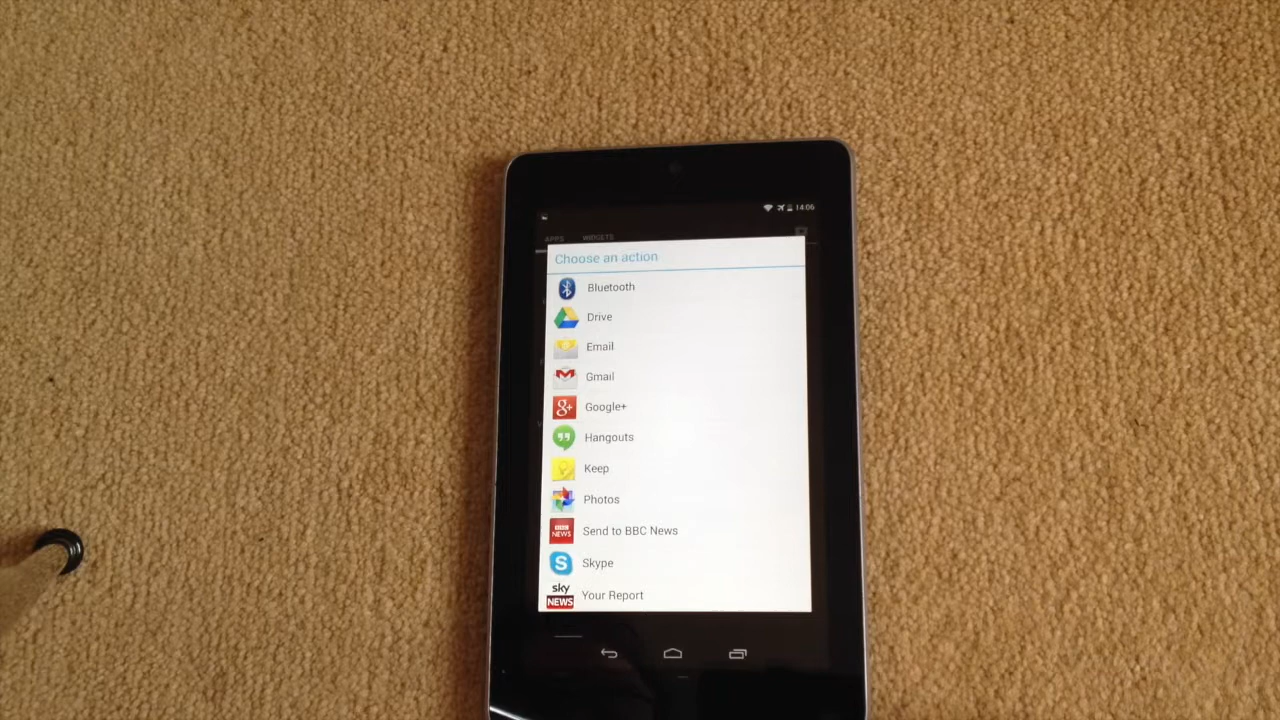 14:06
APPS WIDGETS
Choose an action
Bluetooth
Drive
Email
Gmail
g+ Google+
Hangouts
Keep
Photos
BBC
NEWS
Send to BBC News
S Skype
sky
NEWS
Your Report